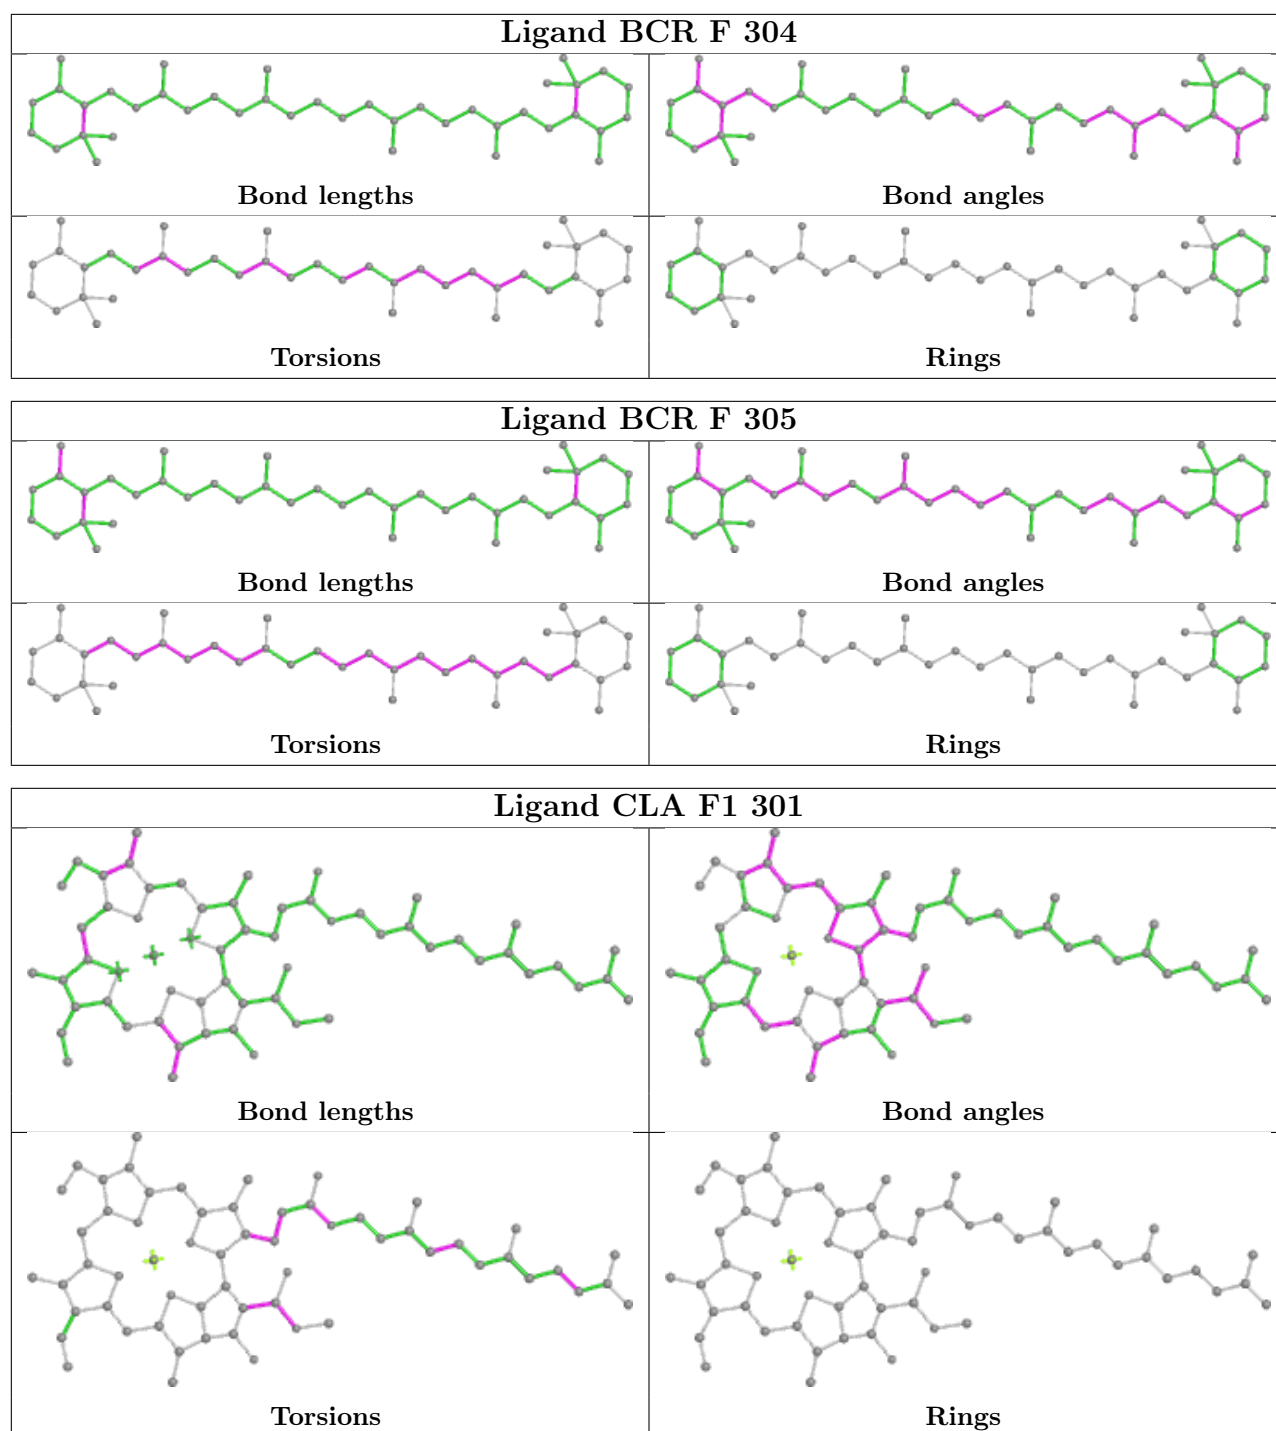 Ligand BCR F 304
Bond lengths
Bond angles
Torsions
Rings
Ligand BCR F 305
Bond lengths
Bond angles
Torsions
Rings
Ligand CLA F1 301
Bond lengths
Bond angles
Torsions
Rings